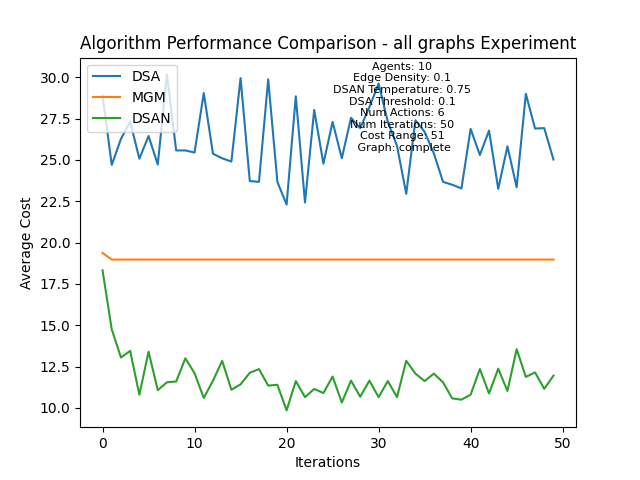 Algorithm Performance Comparison - all graphs Experiment
DSA
MGM
DSAN
Agents: 10
Edge Density: 0.1
DSAN Temperature: 0.75
DSA Threshold: 0.1
Num Actions: 6
Num Iterations: 50
Cost Range: 51
Graph: complete
Average Cost
30.0
27.5
25.0
22.5
20.0
17.5
15.0
12.5
10.0
0 10 20 30 40 50
Iterations